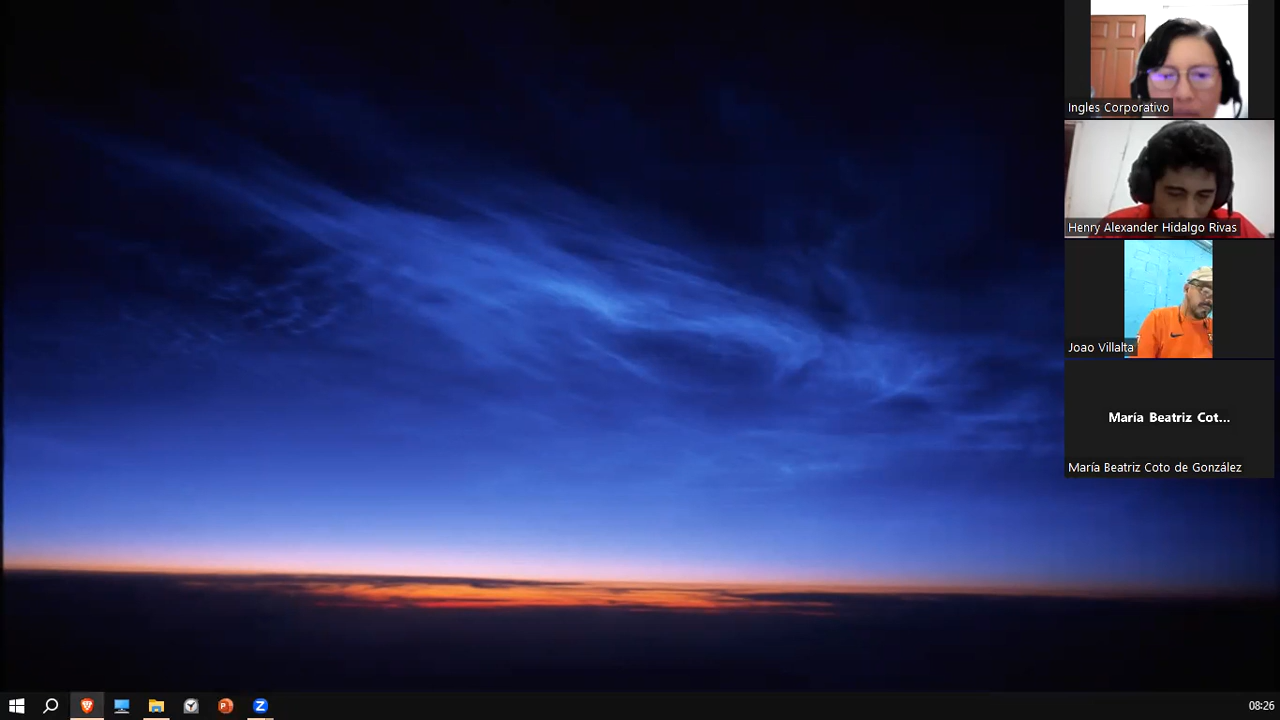 Ingles Corporativo
Henry Alexander Hidalgo Rivas
Joao Villalta
María Beatriz Cot...
María Beatriz Coto de González
08:26